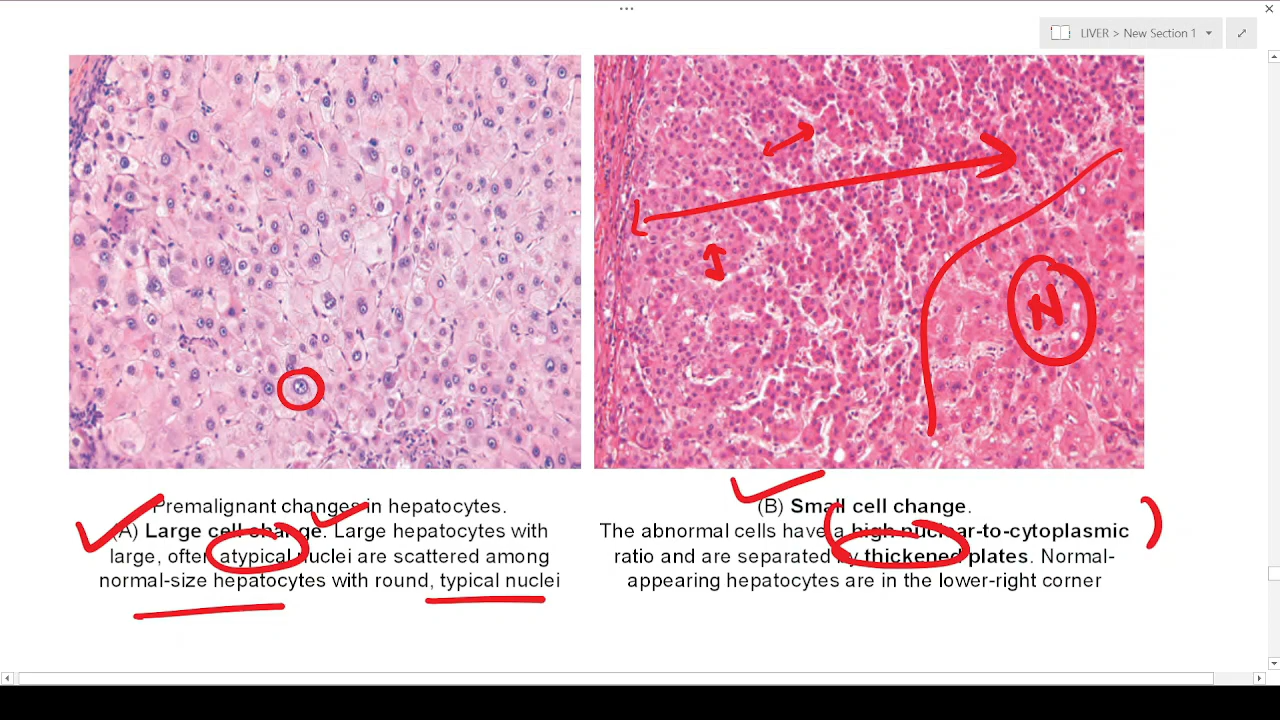 LIVER > New Section 1
N
Premalignant changes in hepatocytes.
(A) Large cell change. Large hepatocytes with
large, often atypical nuclei are scattered among
normal-size hepatocytes with round, typical nuclei
(B) Small cell change.
The abnormal cells have a high nuclear-to-cytoplasmic
ratio and are separated by thickened plates. Normal-
appearing hepatocytes are in the lower-right corner